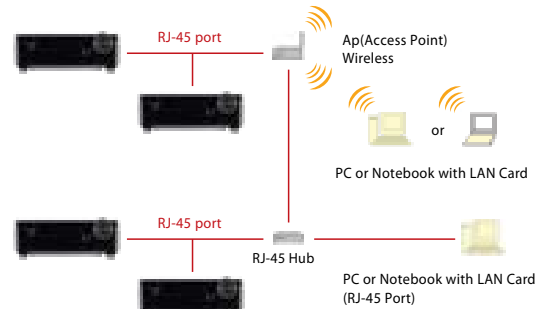 RJ-45 port
Ap(Access Point)
Wireless
or
PC or Notebook with LAN Card
RJ-45 port
RJ-45 Hub
PC or Notebook with LAN Card
(RJ-45 Port)